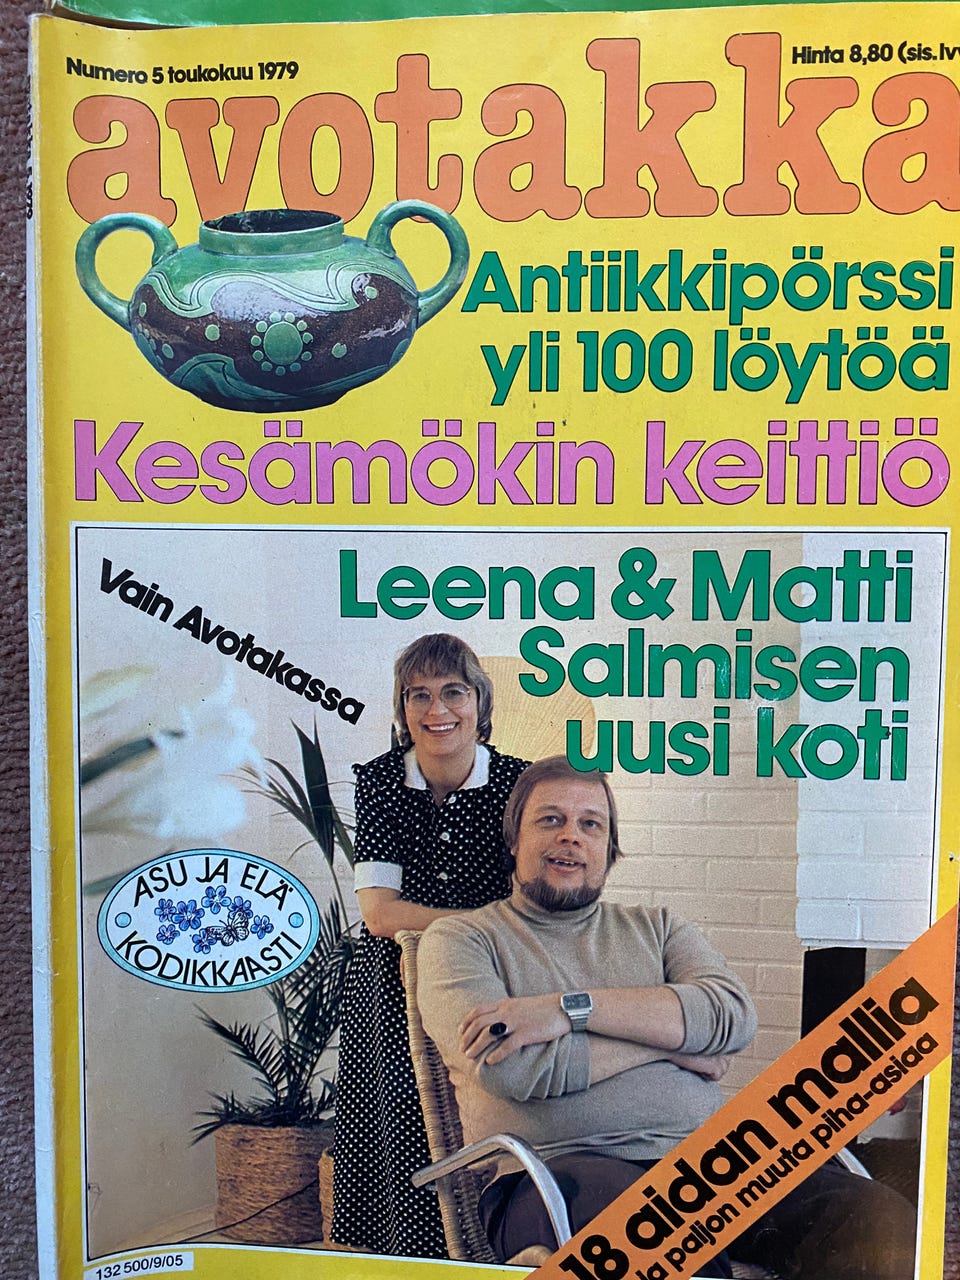 Numero 5 toukokuu 1979
Hinta 8,80 (sis.
avotakka
Antiikkipörssi
yli 100 löytöä
Kesämökin keittiö
Vain Avotakassa
Leena & Matti
Salmisen
uusi koti
ASU JA ELÄ
KODIKKAASTI
18 aidan mallia
ja paljon muuta piha-asiaa
132 500/9/05